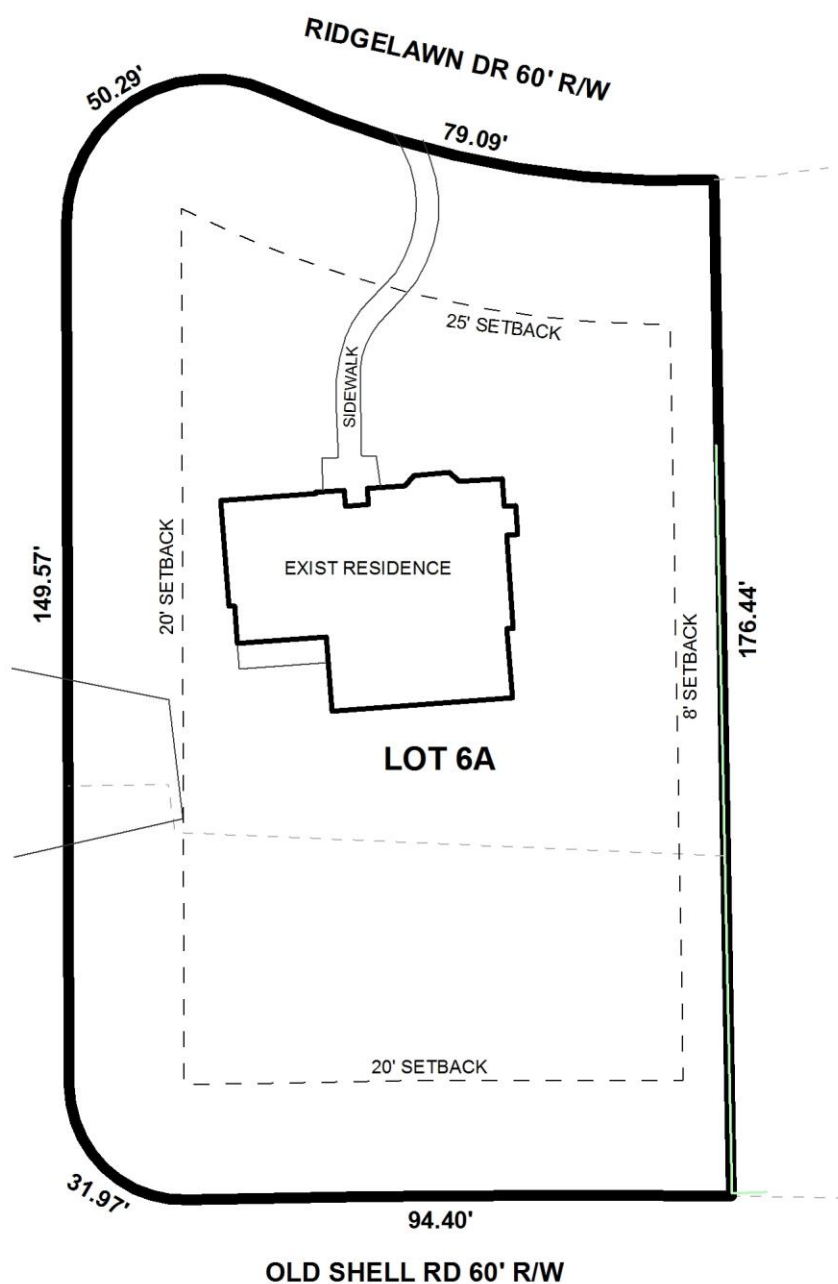 RIDGELAWN DR 60' R/W
50.29'
79.09'
25' SETBACK
SIDEWALK
20' SETBACK
EXIST RESIDENCE
149.57'
176.44'
8' SETBACK
LOT 6A
20' SETBACK
31.97'
94.40'
OLD SHELL RD 60' R/W